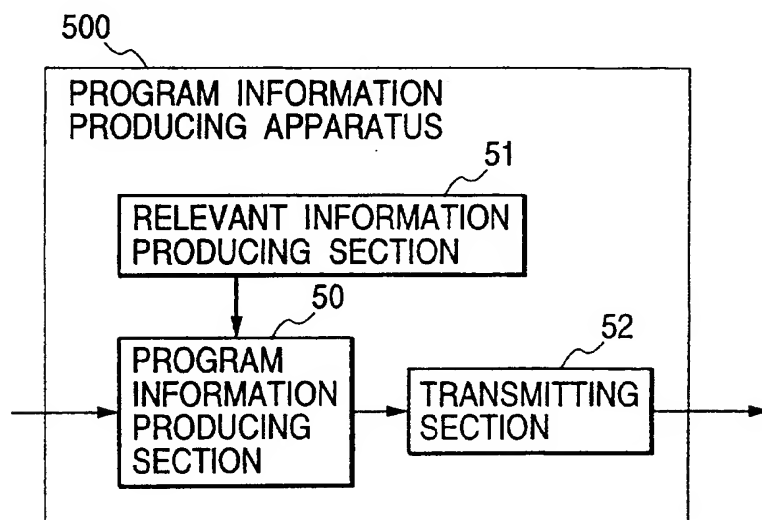 500
PROGRAM INFORMATION
PRODUCING APPARATUS
51
RELEVANT INFORMATION
PRODUCING SECTION
50
PROGRAM
INFORMATION
PRODUCING
SECTION
52
TRANSMITTING
SECTION